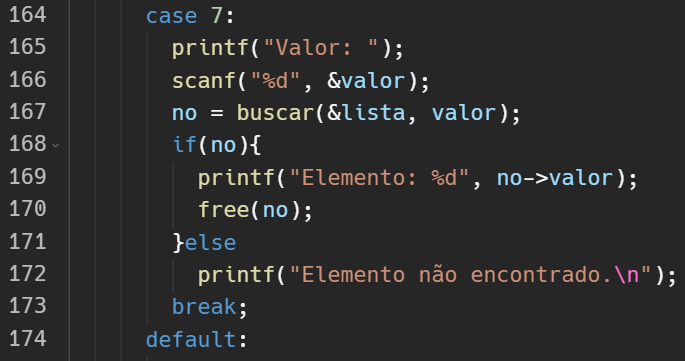 164 case 7:
165 printf("Valor: ");
166 scanf("%d", &valor);
167 no = buscar(&lista, valor);
168 if(no){
169 printf("Elemento: %d", no->valor);
170 free(no);
171 }else
172 printf("Elemento não encontrado.\n");
173 break;
174 default: